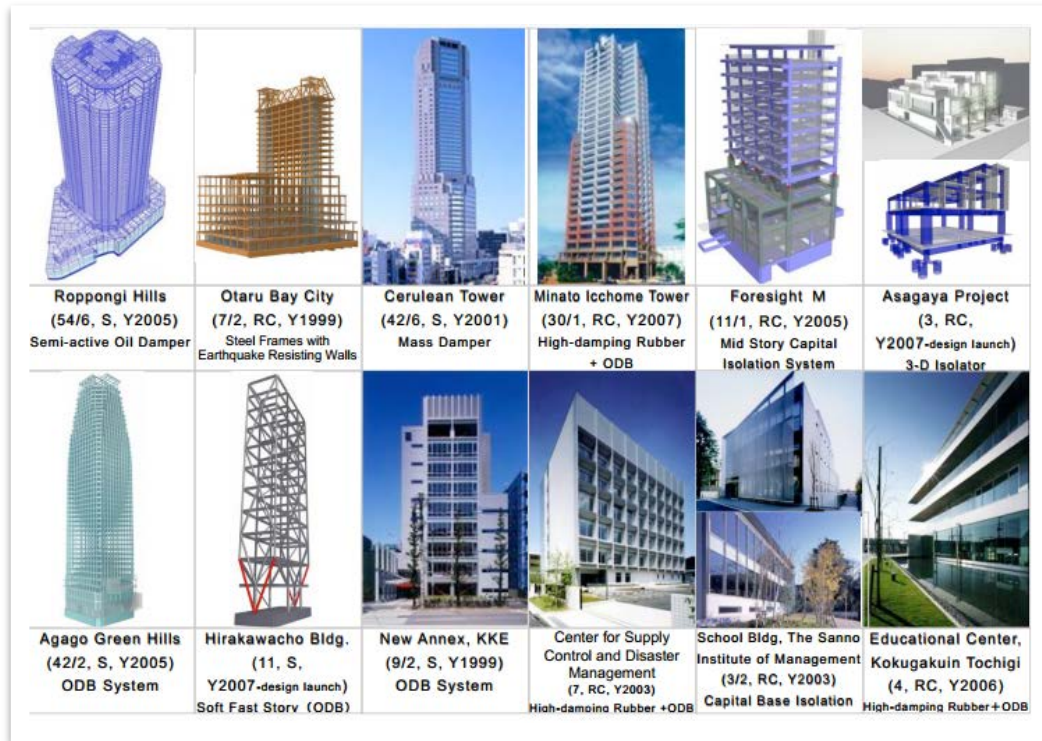 Roppongi Hills
(54/6, S, Y2005)
Semi-active Oil Damper
Otaru Bay City
(7/2, RC, Y1999)
Steel Frames with
Earthquake Resisting Walls
Cerulean Tower
(42/6, S, Y2001)
Mass Damper
Minato Icchome Tower
(30/1, RC, Y2007)
High-damping Rubber
+ ODB
Foresight M
(11/1, RC, Y2005)
Mid Story Capital
Isolation System
Asagaya Project
(3, RC,
Y2007-design launch)
3-D Isolator
Agago Green Hills
(42/2, S, Y2005)
ODB System
Hirakawacho Bldg.
(11, S,
Y2007-design launch)
Soft Fast Story (ODB)
New Annex, KKE
(9/2, S, Y1999)
ODB System
Center for Supply
Control and Disaster
Management
(7, RC, Y2003)
High-damping Rubber +ODB
School Bldg, The Sanno
Institute of Management
(3/2, RC, Y2003)
Capital Base Isolation
Educational Center,
Kokugakuin Tochigi
(4, RC, Y2006)
High-damping Rubber+ODB